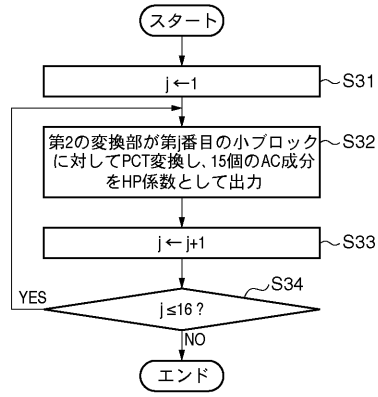 スタート
j←1
S31
第2の変換部が第j番目の小ブロック
に対してPCT変換し、15個のAC成分
をHP係数として出力
S32
j←j+1
S33
S34
YES
j≤16?
NO
エンド